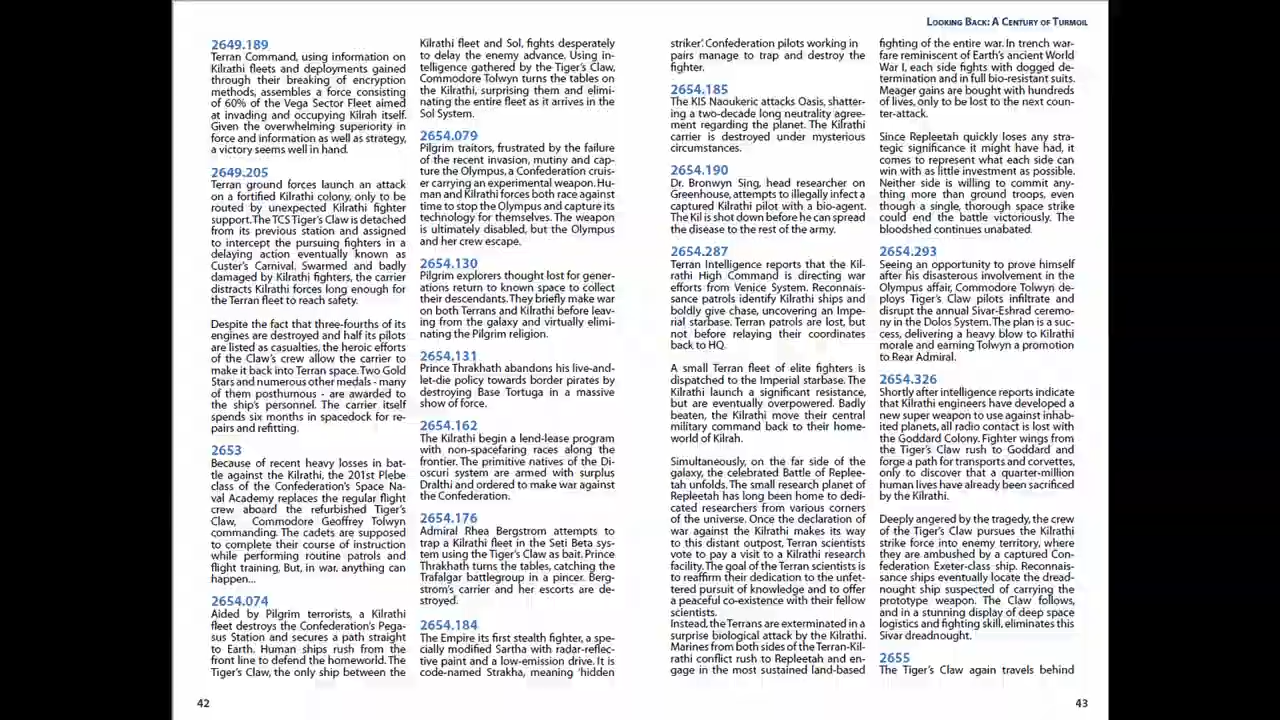 LOOKING BACK: A CENTURY OF TURMOIL
2649.189
Terran Command, using information on
Kilrathi fleets and deployments gained
through their breaking of encryption
methods, assembles a force consisting
of 60% of the Vega Sector Fleet aimed
at invading and occupying Kilrah itself.
Given the overwhelming superiority in
force and information as well as strategy,
a victory seems well in hand.
2649.205
Terran ground forces launch an attack
on a fortified Kilrathi colony, only to be
routed by unexpected Kilrathi fighter
support. The TCS Tiger's Claw is detached
from its previous station and assigned
to intercept the pursuing fighters in a
delaying action eventually known as
Custer's Carnival. Swarmed and badly
damaged by Kilrathi fighters, the carrier
distracts Kilrathi forces long enough for
the Terran fleet to reach safety.
Despite the fact that three-fourths of its
engines are destroyed and half its pilots
are listed as casualties, the heroic efforts
of the Claw's crew allow the carrier to
make it back into Terran space. Two Gold
Stars and numerous other medals - many
of them posthumous - are awarded to
the ship's personnel. The carrier itself
spends six months in spacedock for re-
pairs and refitting.
2653
Because of recent heavy losses in bat-
tle against the Kilrathi, the 201st Plebe
class of the Confederation's Space Na-
val Academy replaces the regular flight
crew aboard the refurbished Tiger's
Claw, Commodore Geoffrey Tolwyn
commanding. The cadets are supposed
to complete their course of instruction
while performing routine patrols and
flight training. But, in war, anything can
happen...
2654.074
Aided by Pilgrim terrorists, a Kilrathi
fleet destroys the Confederation's Pega-
sus Station and secures a path straight
to Earth. Human ships rush from the
front line to defend the homeworld. The
Tiger's Claw, the only ship between the
Kilrathi fleet and Sol, fights desperately
to delay the enemy advance. Using in-
telligence gathered by the Tiger's Claw,
Commodore Tolwyn turns the tables on
the Kilrathi, surprising them and elimi-
nating the entire fleet as it arrives in the
Sol System.
2654.079
Pilgrim traitors, frustrated by the failure
of the recent invasion, mutiny and cap-
ture the Olympus, a Confederation cruis-
er carrying an experimental weapon. Hu-
man and Kilrathi forces both race against
time to stop the Olympus and capture its
technology for themselves. The weapon
is ultimately disabled, but the Olympus
and her crew escape.
2654.130
Pilgrim explorers thought lost for gener-
ations return to known space to collect
their descendants. They briefly make war
on both Terrans and Kilrathi before leav-
ing from the galaxy and virtually elimi-
nating the Pilgrim religion.
2654.131
Prince Thrakhath abandons his live-and-
let-die policy towards border pirates by
destroying Base Tortuga in a massive
show of force.
2654.162
The Kilrathi begin a lend-lease program
with non-spacefaring races along the
frontier. The primitive natives of the Di-
oscuri system are armed with surplus
Dralthi and ordered to make war against
the Confederation.
2654.176
Admiral Rhea Bergstrom attempts to
trap a Kilrathi fleet in the Seti Beta sys-
tem using the Tiger's Claw as bait. Prince
Thrakhath turns the tables, catching the
Trafalgar battlegroup in a pincer. Berg-
strom's carrier and her escorts are de-
stroyed.
2654.184
The Empire its first stealth fighter, a spe-
cially modified Sartha with radar-reflec-
tive paint and a low-emission drive. It is
code-named Strakha, meaning 'hidden
42
striker'. Confederation pilots working in
pairs manage to trap and destroy the
fighter.
2654.185
The KIS Naoukeric attacks Oasis, shatter-
ing a two-decade long neutrality agree-
ment regarding the planet. The Kilrathi
carrier is destroyed under mysterious
circumstances.
2654.190
Dr. Bronwyn Sing, head researcher on
Greenhouse, attempts to illegally infect a
captured Kilrathi pilot with a bio-agent.
The Kil is shot down before he can spread
the disease to the rest of the army.
2654.287
Terran Intelligence reports that the Kil-
rathi High Command is directing war
efforts from Venice System. Reconnais-
sance patrols identify Kilrathi ships and
boldly give chase, uncovering an Impe-
rial starbase. Terran patrols are lost, but
not before relaying their coordinates
back to HQ.
A small Terran fleet of elite fighters is
dispatched to the Imperial starbase. The
Kilrathi launch a significant resistance,
but are eventually overpowered. Badly
beaten, the Kilrathi move their central
military command back to their home-
world of Kilrah.
Simultaneously, on the far side of the
galaxy, the celebrated Battle of Replee-
tah unfolds. The small research planet of
Repleetah has long been home to dedi-
cated researchers from various corners
of the universe. Once the declaration of
war against the Kilrathi makes its way
to this distant outpost, Terran scientists
vote to pay a visit to a Kilrathi research
facility. The goal of the Terran scientists is
to reaffirm their dedication to the unfet-
tered pursuit of knowledge and to offer
a peaceful co-existence with their fellow
scientists.
Instead, the Terrans are exterminated in a
surprise biological attack by the Kilrathi.
Marines from both sides of the Terran-Kil-
rathi conflict rush to Repleetah and en-
gage in the most sustained land-based
fighting of the entire war. In trench war-
fare reminiscent of Earth's ancient World
War I, each side fights with dogged de-
termination and in full bio-resistant suits.
Meager gains are bought with hundreds
of lives, only to be lost to the next coun-
ter-attack.
Since Repleetah quickly loses any stra-
tegic significance it might have had, it
comes to represent what each side can
win with as little investment as possible.
Neither side is willing to commit any-
thing more than ground troops, even
though a single, thorough space strike
could end the battle victoriously. The
bloodshed continues unabated.
2654.293
Seeing an opportunity to prove himself
after his disastrous involvement in the
Olympus affair, Commodore Tolwyn de-
ploys Tiger's Claw pilots infiltrate and
disrupt the annual Sivar-Eshrad ceremo-
ny in the Dolos System. The plan is a suc-
cess, delivering a heavy blow to Kilrathi
morale and earning Tolwyn a promotion
to Rear Admiral.
2654.326
Shortly after intelligence reports indicate
that Kilrathi engineers have developed a
new super weapon to use against inhab-
ited planets, all radio contact is lost with
the Goddard Colony. Fighter wings from
the Tiger's Claw rush to Goddard and
forge a path for transports and corvettes,
only to discover that a quarter-million
human lives have already been sacrificed
by the Kilrathi.
Deeply angered by the tragedy, the crew
of the Tiger's Claw pursues the Kilrathi
strike force into enemy territory, where
they are ambushed by a captured Con-
federation Exeter-class ship. Reconnais-
sance ships eventually locate the dread-
nought ship suspected of carrying the
prototype weapon. The Claw follows,
and in a stunning display of deep space
logistics and fighting skill, eliminates this
Sivar dreadnought.
2655
The Tiger's Claw again travels behind
43